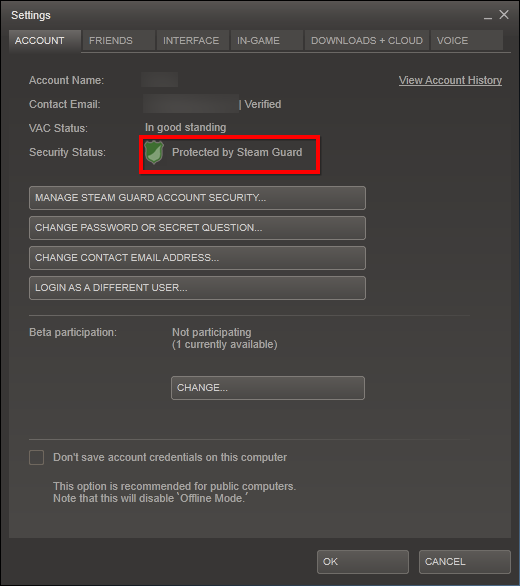 Settings
ACCOUNT FRIENDS INTERFACE IN-GAME DOWNLOADS + CLOUD VOICE
Account Name: View Account History
Contact Email: | Verified
VAC Status: In good standing
Security Status: Protected by Steam Guard
MANAGE STEAM GUARD ACCOUNT SECURITY...
CHANGE PASSWORD OR SECRET QUESTION...
CHANGE CONTACT EMAIL ADDRESS...
LOGIN AS A DIFFERENT USER...
Beta participation: Not participating
(1 currently available)
CHANGE...
Don't save account credentials on this computer
This option is recommended for public computers.
Note that this will disable `Offline Mode.´
OK CANCEL